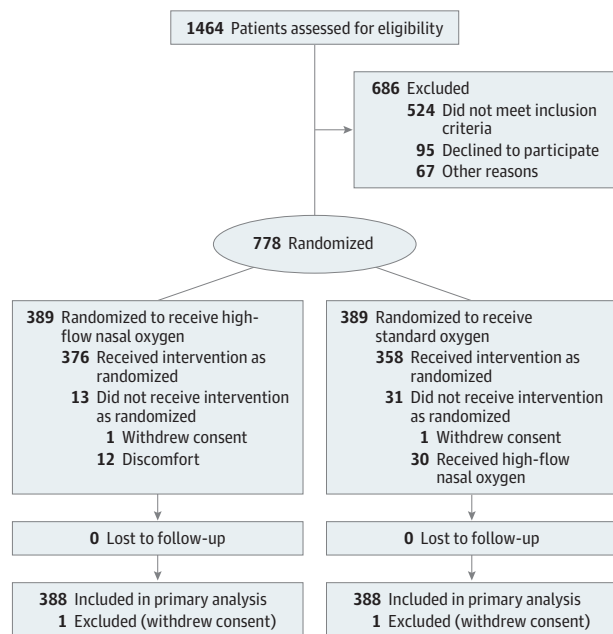 1464 Patients assessed for eligibility
686 Excluded
524 Did not meet inclusion
criteria
95 Declined to participate
67 Other reasons
778 Randomized
389 Randomized to receive high-
flow nasal oxygen
376 Received intervention as
randomized
13 Did not receive intervention
as randomized
1 Withdrew consent
12 Discomfort
389 Randomized to receive
standard oxygen
358 Received intervention as
randomized
31 Did not receive intervention
as randomized
1 Withdrew consent
30 Received high-flow
nasal oxygen
0 Lost to follow-up
0 Lost to follow-up
388 Included in primary analysis
1 Excluded (withdrew consent)
388 Included in primary analysis
1 Excluded (withdrew consent)